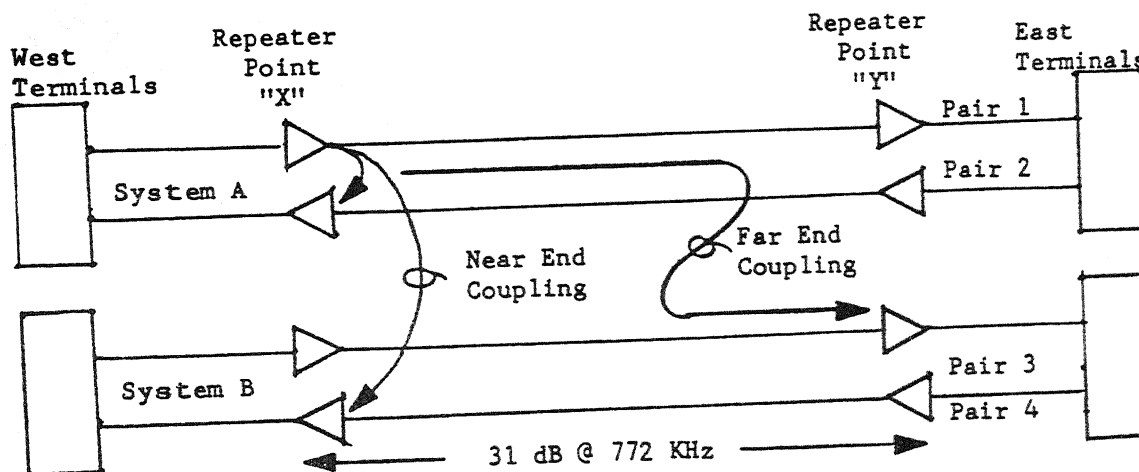 West
Terminals
Repeater
Point
"X"
Repeater
Point
"Y"
East
Terminals
Pair 1
System A
Pair 2
Near End
Coupling
Far End
Coupling
System B
Pair 3
Pair 4
31 dB @ 772 KHz